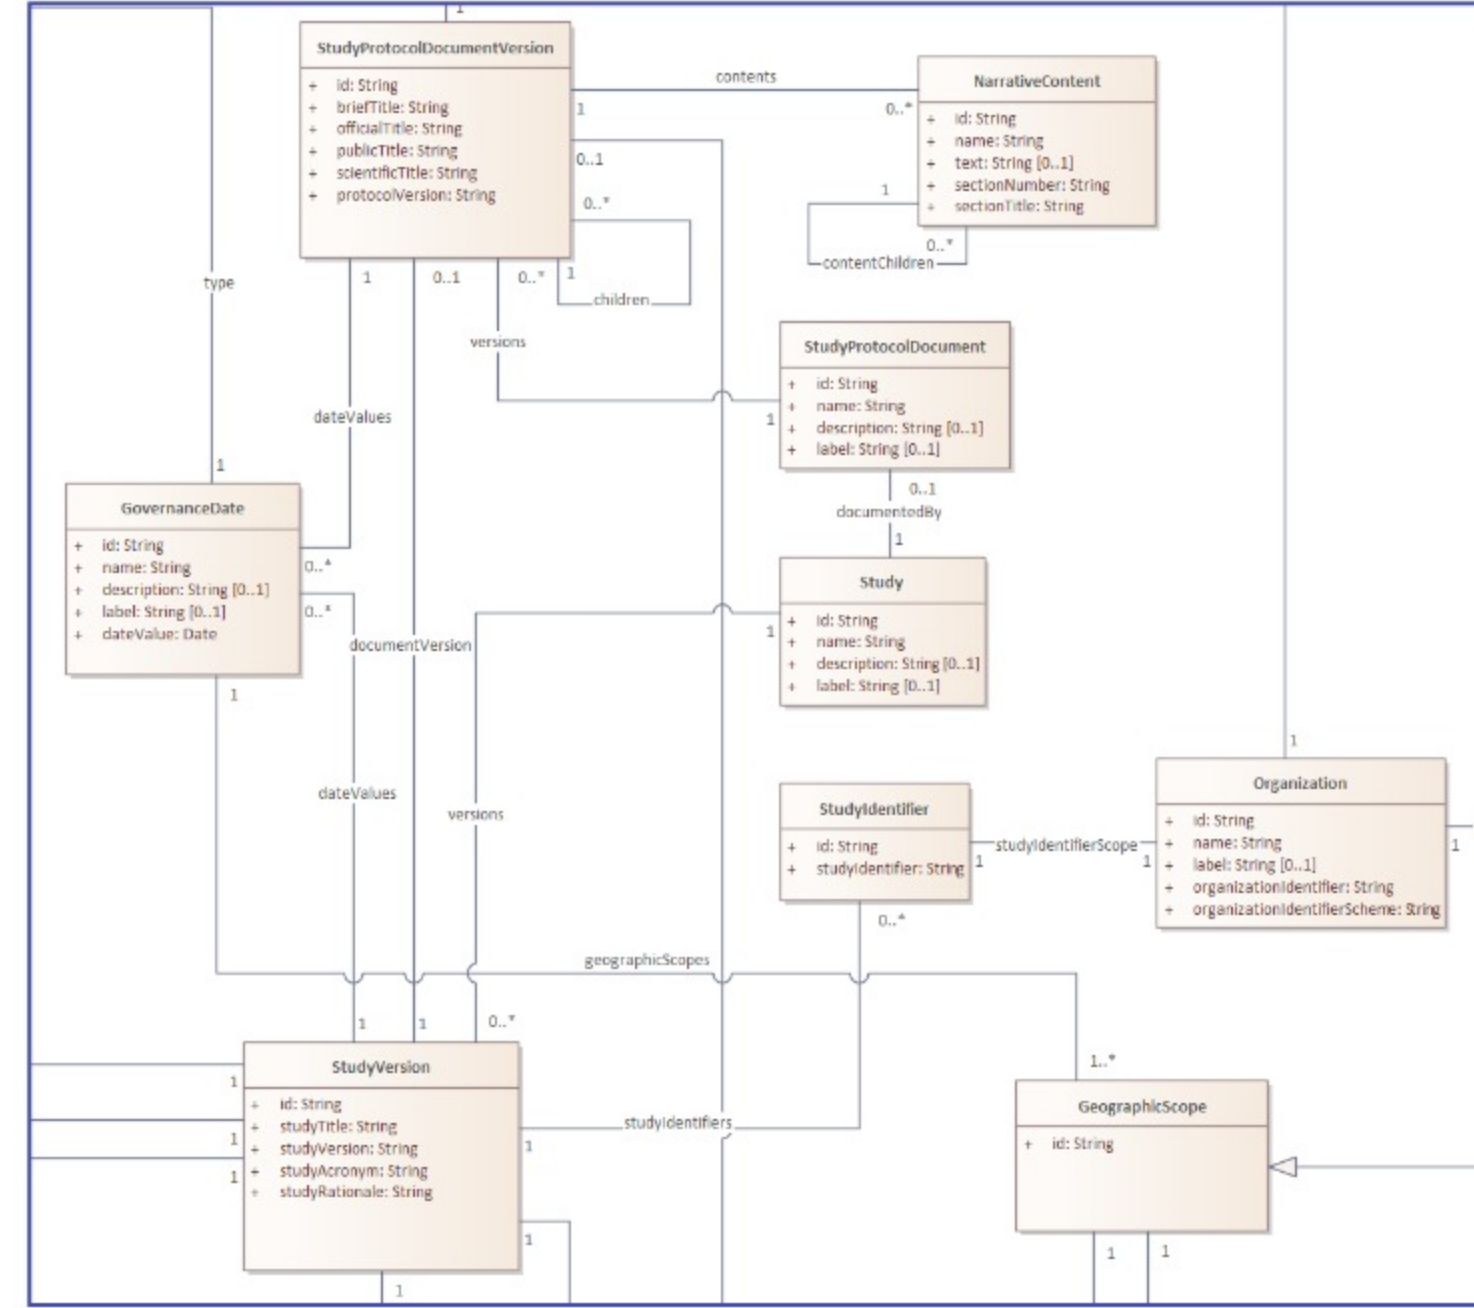 1
StudyProtocolDocumentVersion
+ id: String
+ briefTitle: String
+ officialTitle: String
+ publicTitle: String
+ scientificTitle: String
+ protocolVersion: String
contents
1
0..*
NarrativeContent
+ id: String
+ name: String
+ text: String [0..1]
+ sectionNumber: String
+ sectionTitle: String
0..1
0..*
1
0..*
contentChildren
type
1
0..1
0..*
1
children
versions
StudyProtocolDocument
+ id: String
+ name: String
+ description: String [0..1]
+ label: String [0..1]
1
dateValues
1
0..1
documentedBy
1
GovernanceDate
+ id: String
+ name: String
+ description: String [0..1]
+ label: String [0..1]
+ dateValue: Date
0..*
0..*
Study
+ id: String
+ name: String
+ description: String [0..1]
+ label: String [0..1]
1
documentVersion
1
dateValues
versions
1
StudyIdentifier
+ id: String
+ studyIdentifier: String
1
studyIdentifierScope
1
Organization
+ id: String
+ name: String
+ label: String [0..1]
+ organizationIdentifier: String
+ organizationIdentifierScheme: String
1
0..*
geographicScopes
1
1
0..*
1..*
StudyVersion
+ id: String
+ studyTitle: String
+ studyVersion: String
+ studyAcronym: String
+ studyRationale: String
1
1
1
studyIdentifiers
1
1
1
GeographicScope
+ id: String
1
1